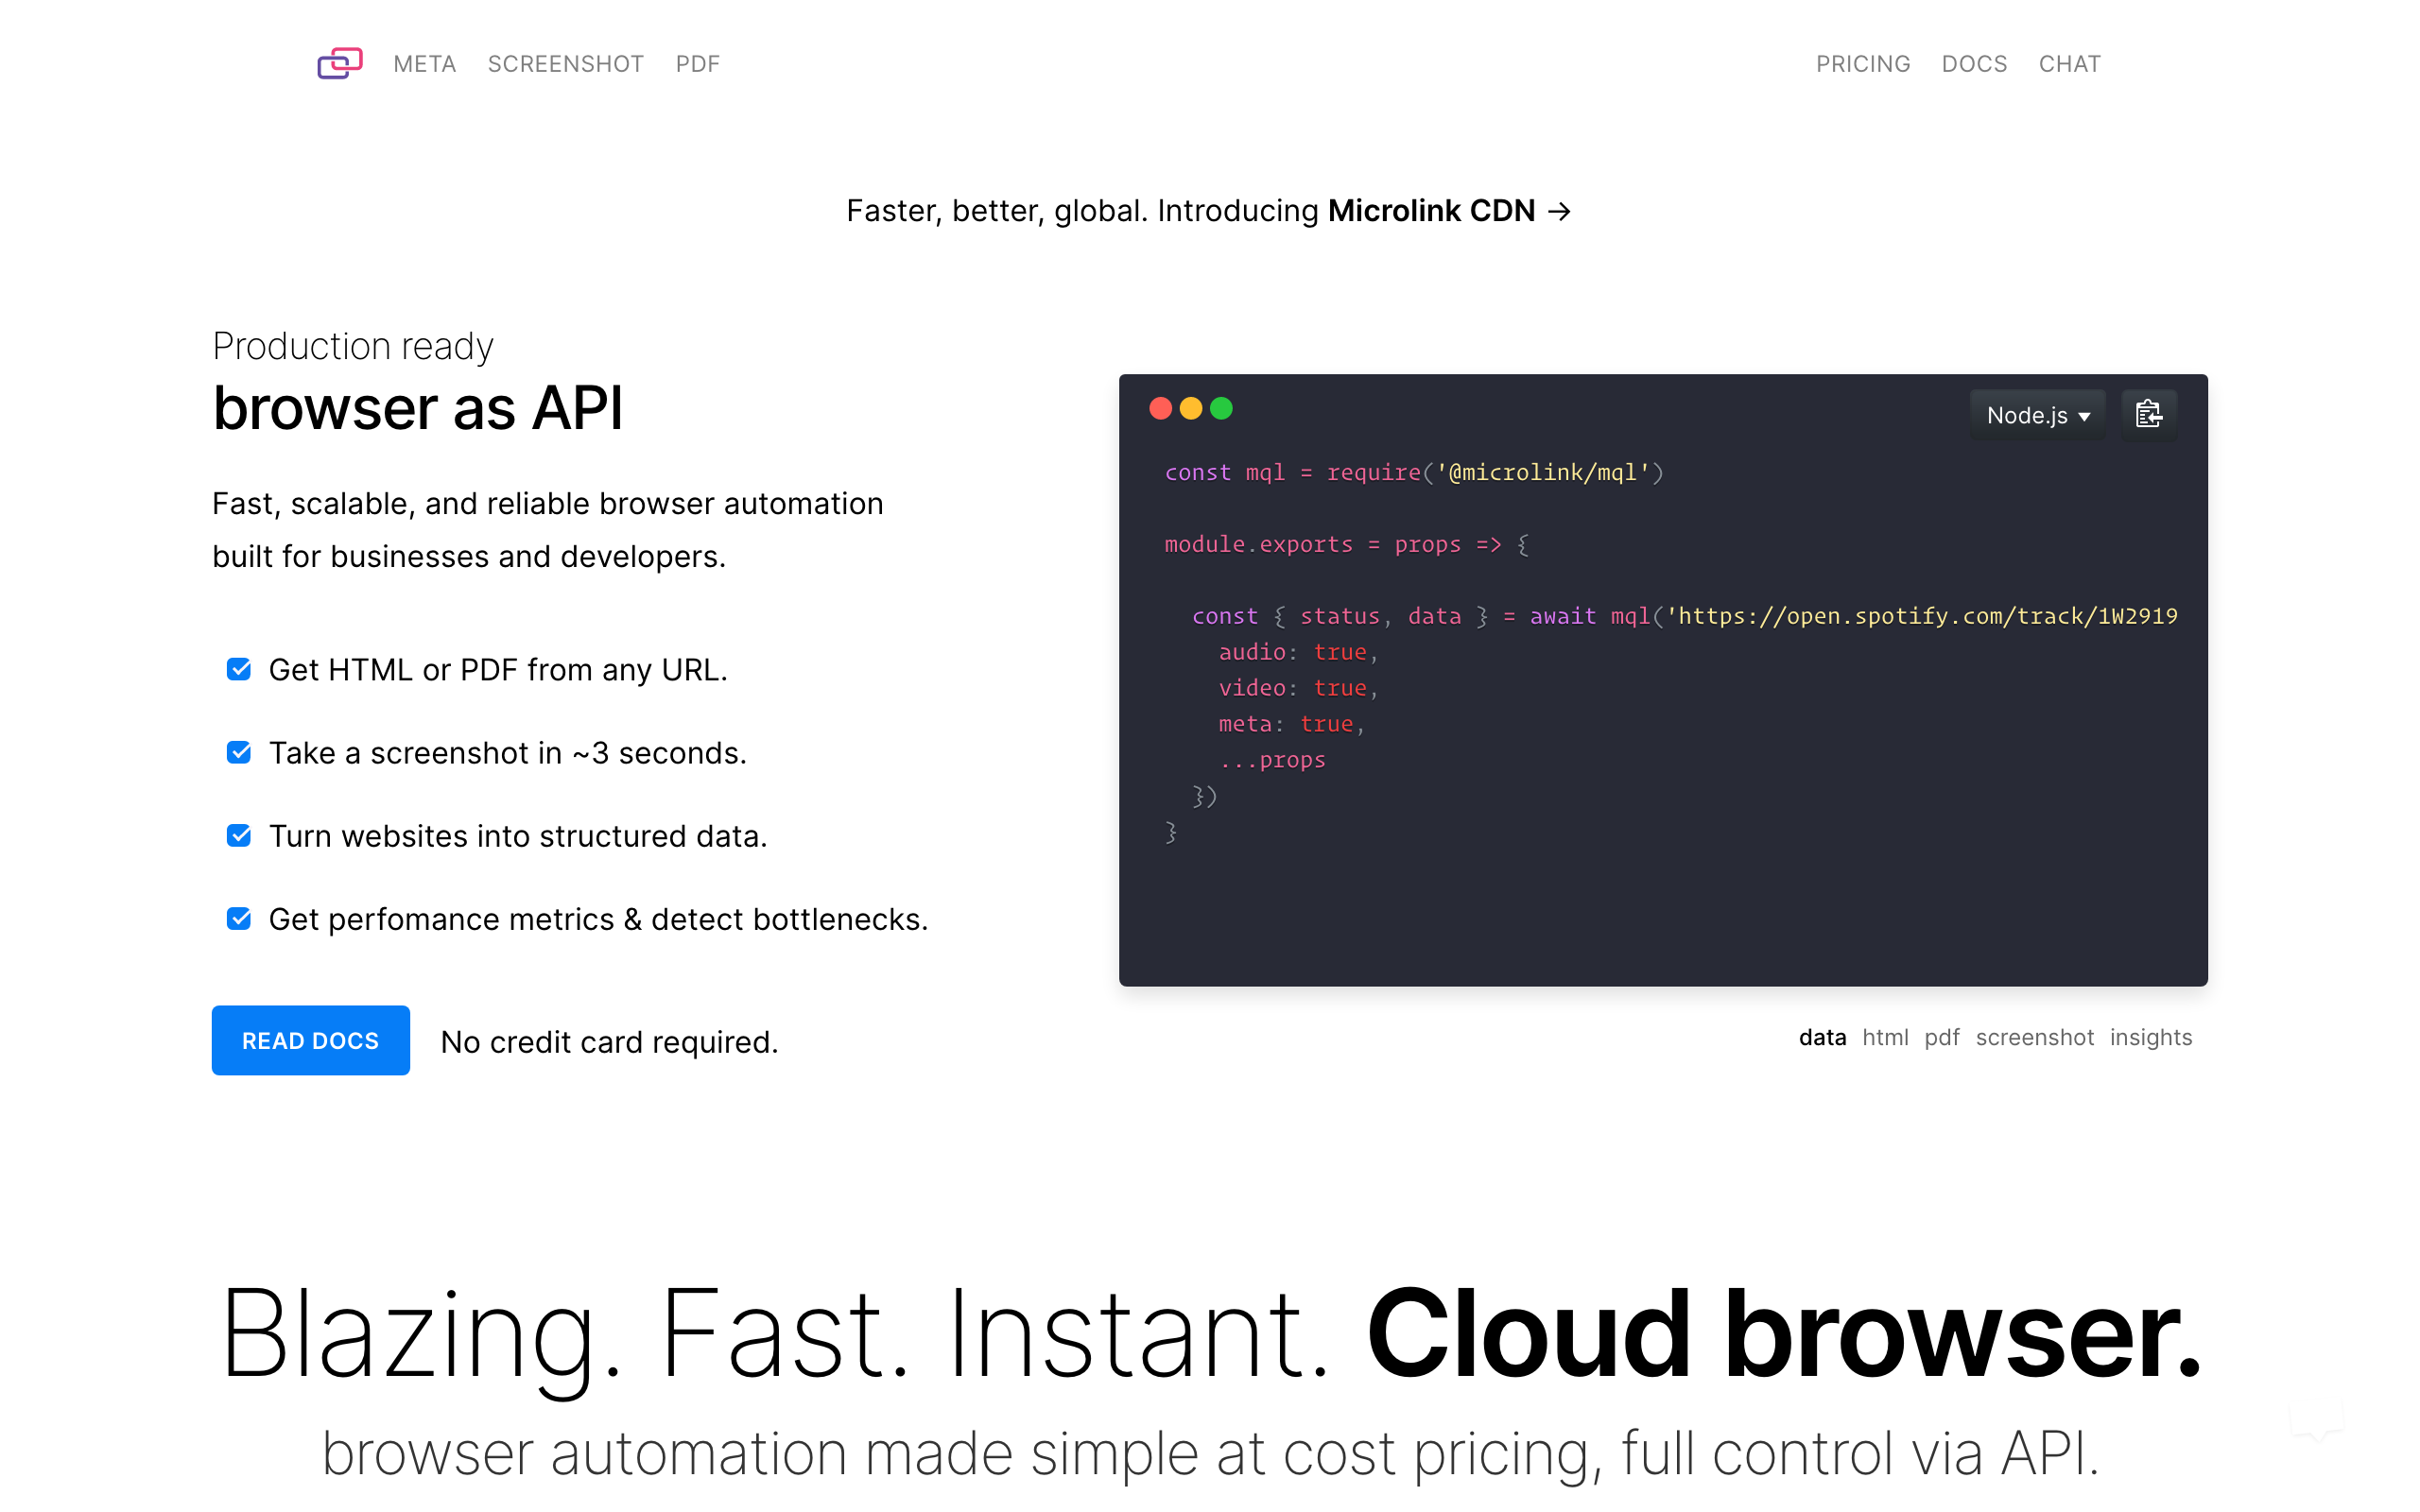 META SCREENSHOT PDF PRICING DOCS CHAT
Faster, better, global. Introducing Microlink CDN →
Production ready
browser as API
Fast, scalable, and reliable browser automation
built for businesses and developers.
Get HTML or PDF from any URL.
Take a screenshot in ~3 seconds.
Turn websites into structured data.
Get perfomance metrics & detect bottlenecks.
READ DOCS No credit card required.
Node.js
const mql = require('@microlink/mql')
module.exports = props => {
const { status, data } = await mql('https://open.spotify.com/track/1W2919
audio: true,
video: true,
meta: true,
...props
})
}
data html pdf screenshot insights
Blazing. Fast. Instant. Cloud browser.
browser automation made simple at cost pricing, full control via API.